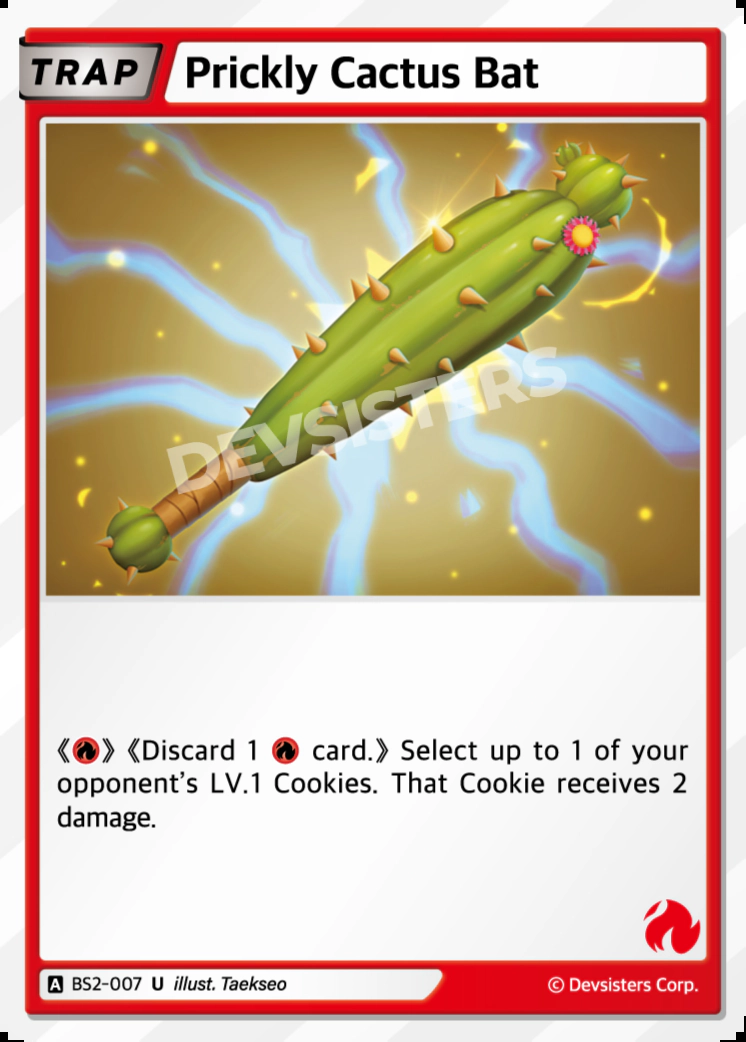 TRAP Prickly Cactus Bat
DEVSISTERS
《🔥》《Discard 1 🔥 card.》 Select up to 1 of your
opponent's LV.1 Cookies. That Cookie receives 2
damage.
A BS2-007 U illust. Taekseo © Devsisters Corp.